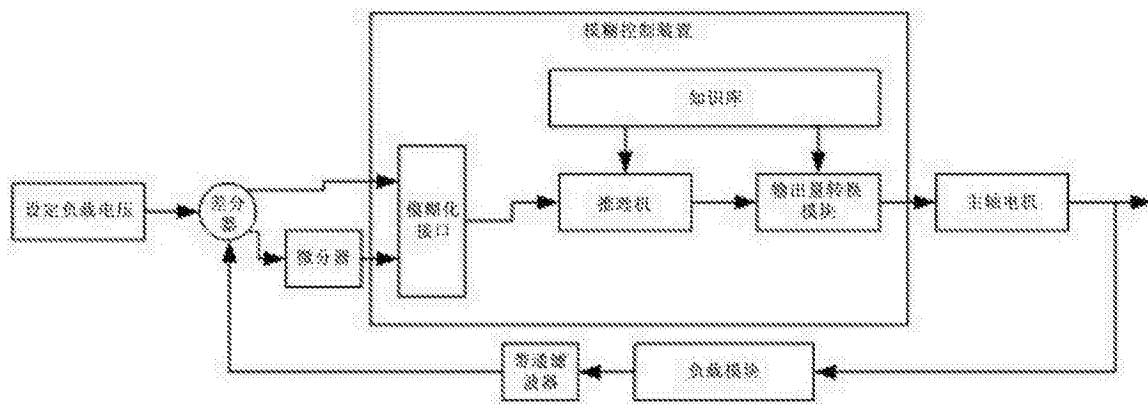 模糊控制装置
知识库
设定负载电压
差分
器
微分器
模糊化
接口
推理机
输出量转换
模块
主轴电机
带通滤
波器
负载模块